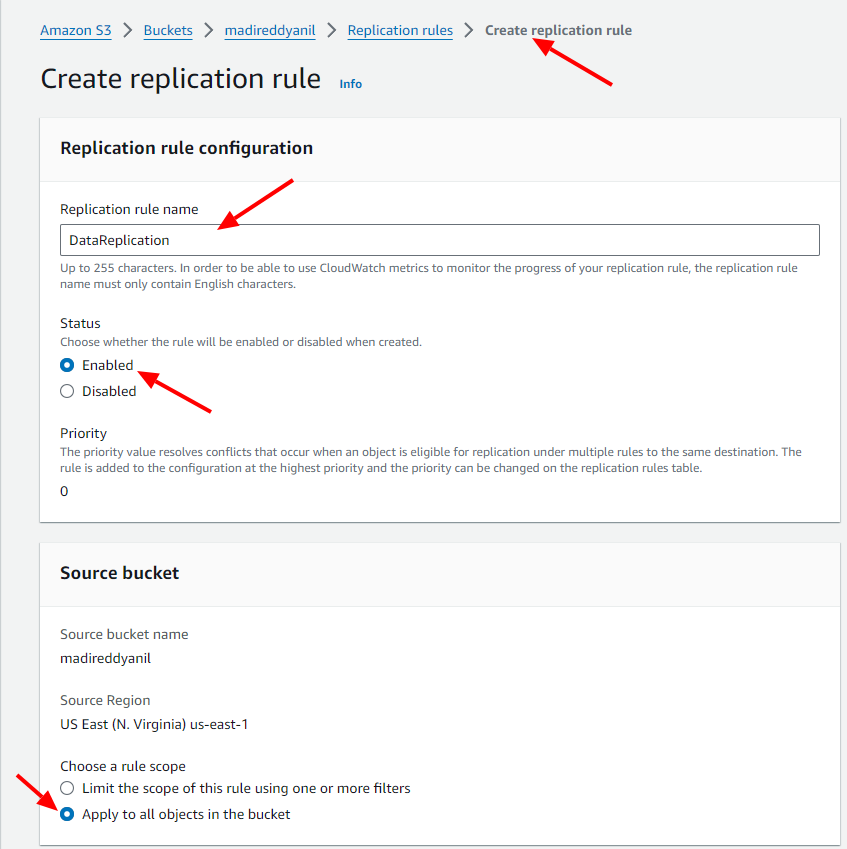 Amazon S3 > Buckets > madireddyanil > Replication rules > Create replication rule
Create replication rule Info
Replication rule configuration
Replication rule name
DataReplication
Up to 255 characters. In order to be able to use CloudWatch metrics to monitor the progress of your replication rule, the replication rule
name must only contain English characters.
Status
Choose whether the rule will be enabled or disabled when created.
Enabled
Disabled
Priority
The priority value resolves conflicts that occur when an object is eligible for replication under multiple rules to the same destination. The
rule is added to the configuration at the highest priority and the priority can be changed on the replication rules table.
0
Source bucket
Source bucket name
madireddyanil
Source Region
US East (N. Virginia) us-east-1
Choose a rule scope
Limit the scope of this rule using one or more filters
Apply to all objects in the bucket